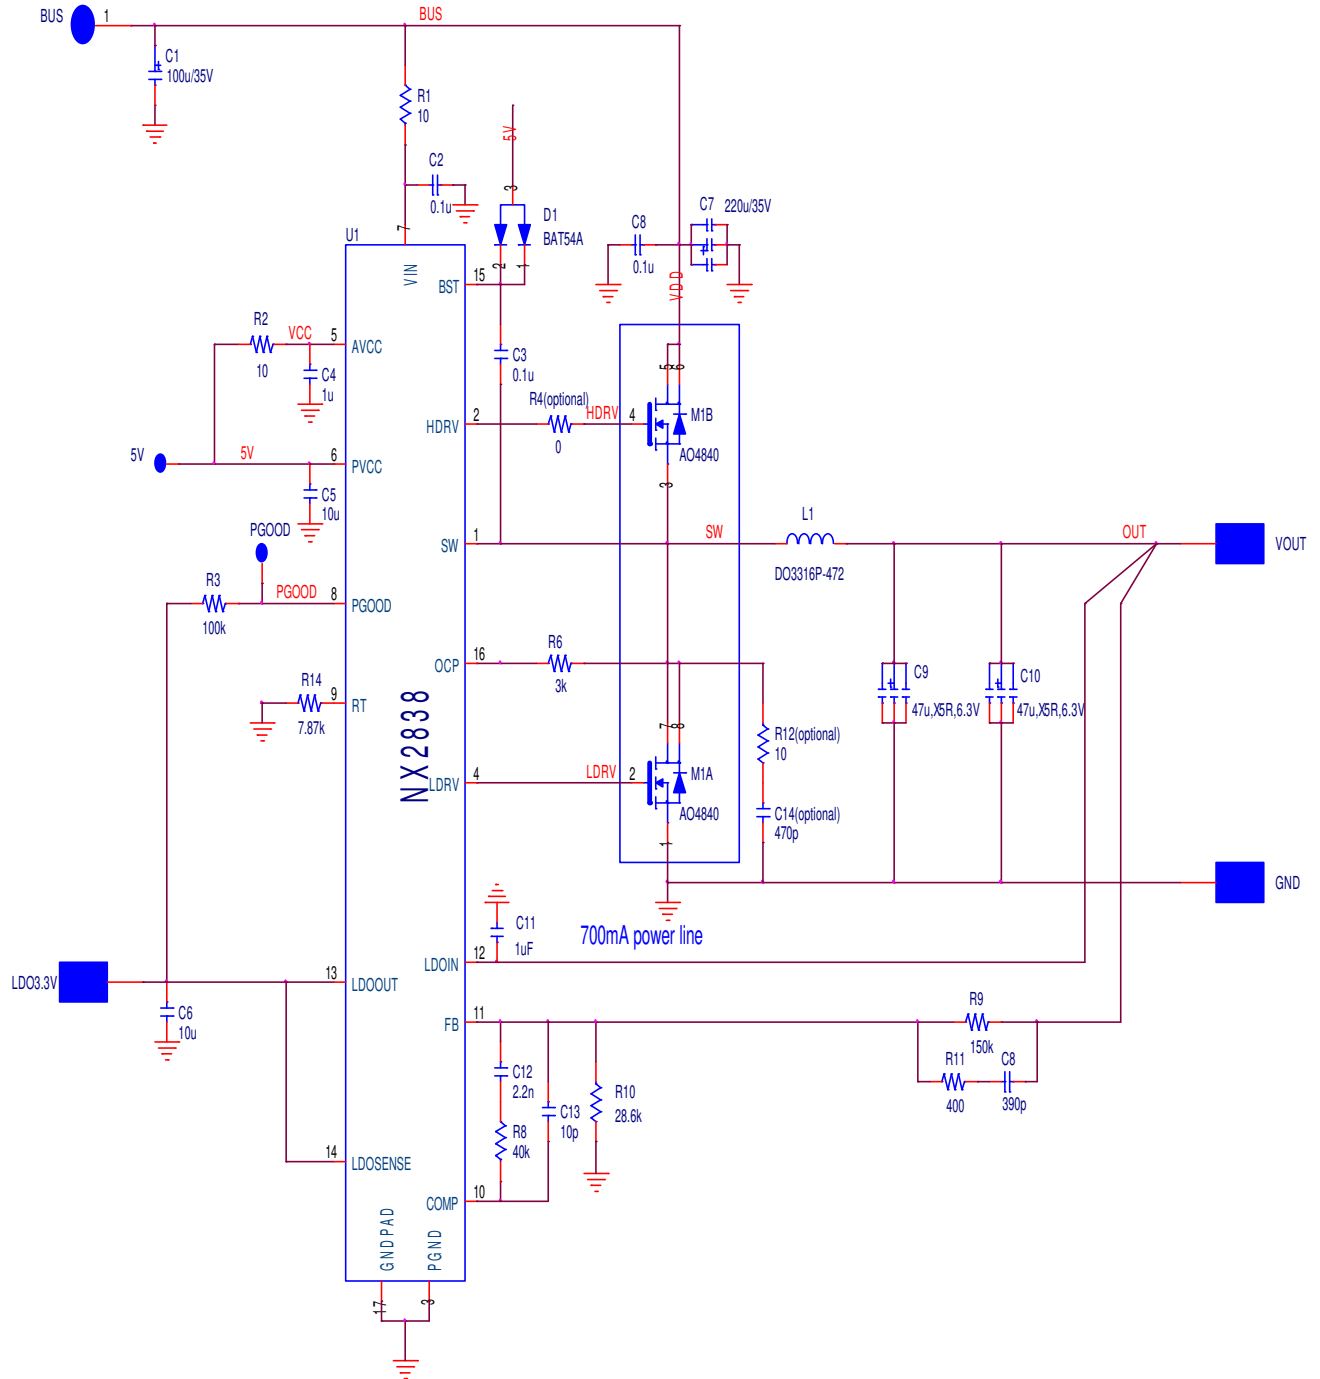 BUS
1
BUS
C1
100u/35V
R1
10
5V
C2
0.1u
3
D1
BAT54A
2
1
C8
0.1u
C7
220u/35V
VDD
U1
7
VIN
15
BST
R2
10
VCC
5
AVCC
C4
1u
C3
0.1u
R4(optional)
0
2
HDRV
HDRV
4
5
6
8
M1B
AO4840
3
5V
5V
6
PVCC
C5
10u
PGOOD
1
SW
SW
L1
DO3316P-472
OUT
VOUT
R3
100k
PGOOD
8
PGOOD
R14
7.87k
9
RT
16
OCP
R6
3k
C9
47u,X5R,6.3V
C10
47u,X5R,6.3V
NX2838
7
8
R12(optional)
10
4
LDRV
LDRV
2
M1A
AO4840
1
C14(optional)
470p
GND
C11
1uF
700mA power line
12
LDOIN
LDO3.3V
13
LDOOUT
C6
10u
11
FB
R9
150k
R11
400
C8
390p
C12
2.2n
R8
40k
C13
10p
R10
28.6k
14
LDOSENSE
10
COMP
GNDPAD
PGND
17
3